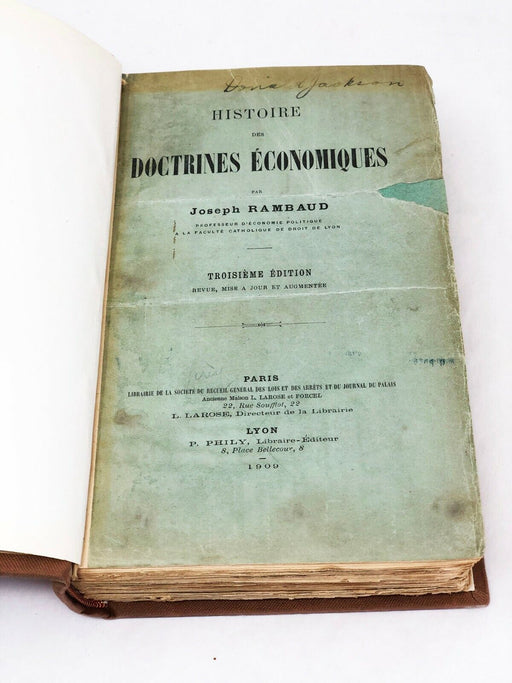 Jackson
HISTOIRE
DES
DOCTRINES ÉCONOMIQUES
PAR
Joseph RAMBAUD
PROFESSEUR D'ÉCONOMIE POLITIQUE
A LA FACULTÉ CATHOLIQUE DE DROIT DE LYON
TROISIÈME ÉDITION
REVUE, MISE A JOUR ET AUGMENTÉE
PARIS
LIBRAIRIE DE LA SOCIÉTÉ DU RECUEIL GÉNÉRAL DES LOIS ET DES ARRÊTS ET DU JOURNAL DU PALAIS
Ancienne Maison L. LAROSE et FORCEL
22, Rue Soufflot, 22
L. LAROSE, Directeur de la Librairie
LYON
P. PHILY, Libraire-Éditeur
8, Place Bellecour, 8
1909